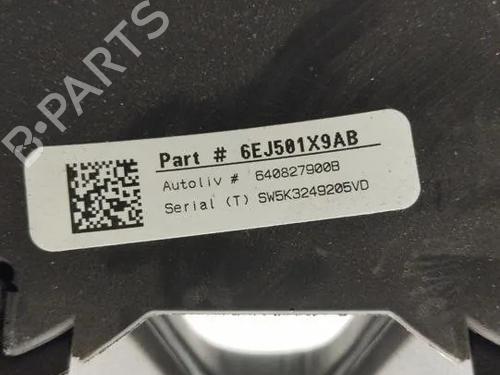 B-PARTS
Part # 6EJ501X9AB
Autoliv # 640827900B
Serial (T) SW5K3249205VD